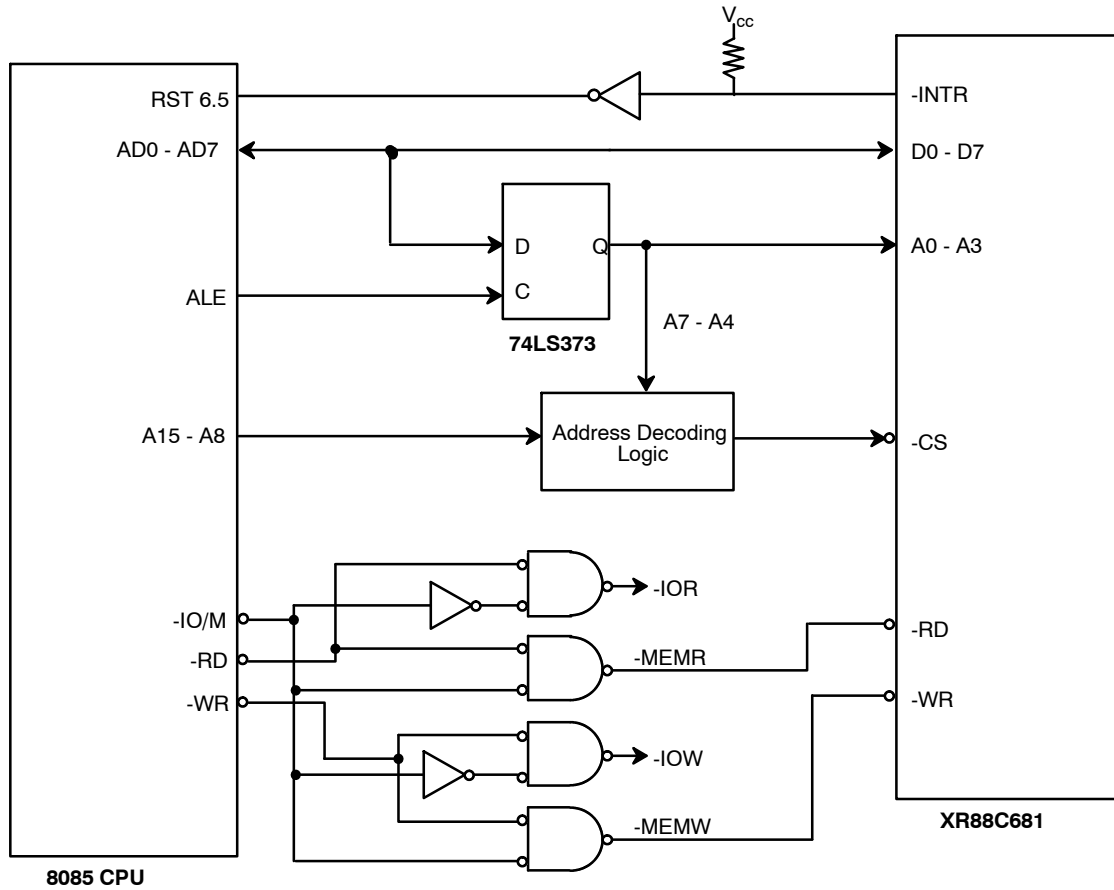 Vcc
RST 6.5
-INTR
AD0 - AD7
D0 - D7
D
Q
A0 - A3
ALE
C
A7 - A4
74LS373
A15 - A8
Address Decoding
Logic
-CS
-IOR
-IO/M
-RD
-RD
-MEMR
-WR
-WR
-IOW
-MEMW
XR88C681
8085 CPU